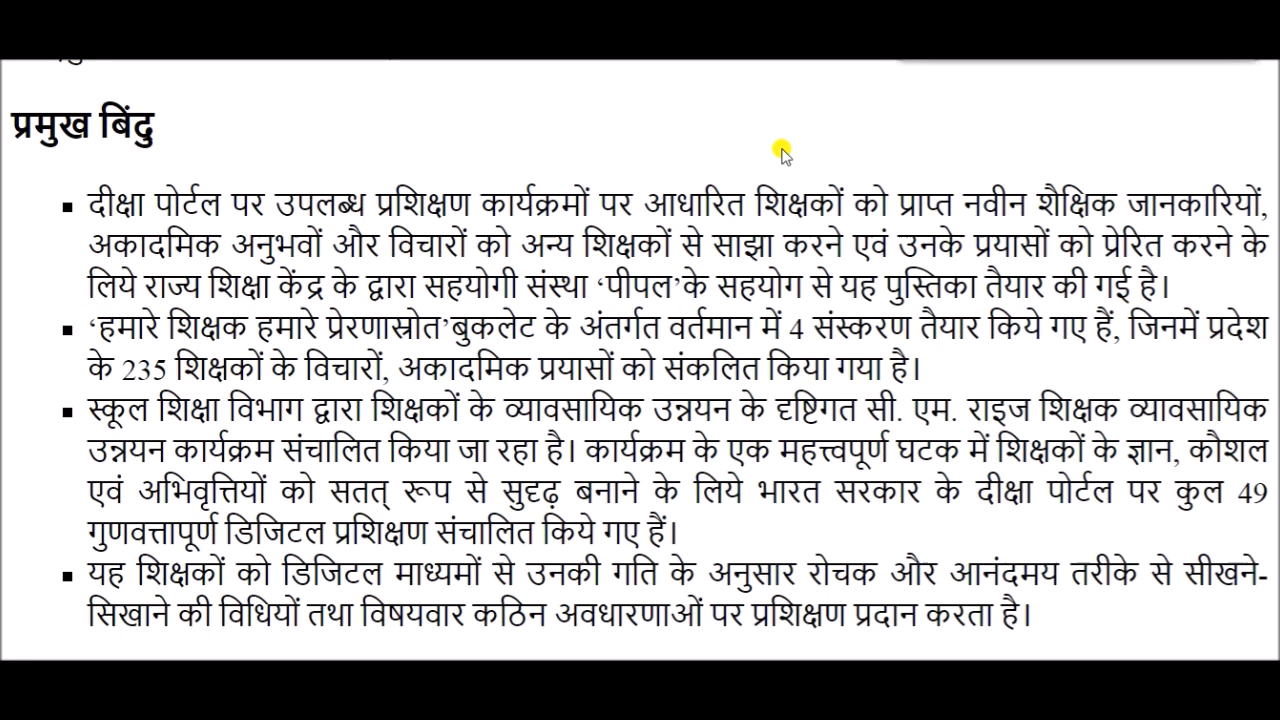 प्रमुख बिंदु
▪ दीक्षा पोर्टल पर उपलब्ध प्रशिक्षण कार्यक्रमों पर आधारित शिक्षकों को प्राप्त नवीन शैक्षिक जानकारियों,
अकादमिक अनुभवों और विचारों को अन्य शिक्षकों से साझा करने एवं उनके प्रयासों को प्रेरित करने के
लिये राज्य शिक्षा केंद्र के द्वारा सहयोगी संस्था ‘पीपल’के सहयोग से यह पुस्तिका तैयार की गई है।
▪ ‘हमारे शिक्षक हमारे प्रेरणास्रोत’बुकलेट के अंतर्गत वर्तमान में 4 संस्करण तैयार किये गए हैं, जिनमें प्रदेश
के 235 शिक्षकों के विचारों, अकादमिक प्रयासों को संकलित किया गया है।
▪ स्कूल शिक्षा विभाग द्वारा शिक्षकों के व्यावसायिक उन्नयन के दृष्टिगत सी. एम. राइज शिक्षक व्यावसायिक
उन्नयन कार्यक्रम संचालित किया जा रहा है। कार्यक्रम के एक महत्त्वपूर्ण घटक में शिक्षकों के ज्ञान, कौशल
एवं अभिवृत्तियों को सतत् रूप से सुदृढ़ बनाने के लिये भारत सरकार के दीक्षा पोर्टल पर कुल 49
गुणवत्तापूर्ण डिजिटल प्रशिक्षण संचालित किये गए हैं।
▪ यह शिक्षकों को डिजिटल माध्यमों से उनकी गति के अनुसार रोचक और आनंदमय तरीके से सीखने-
सिखाने की विधियों तथा विषयवार कठिन अवधारणाओं पर प्रशिक्षण प्रदान करता है।